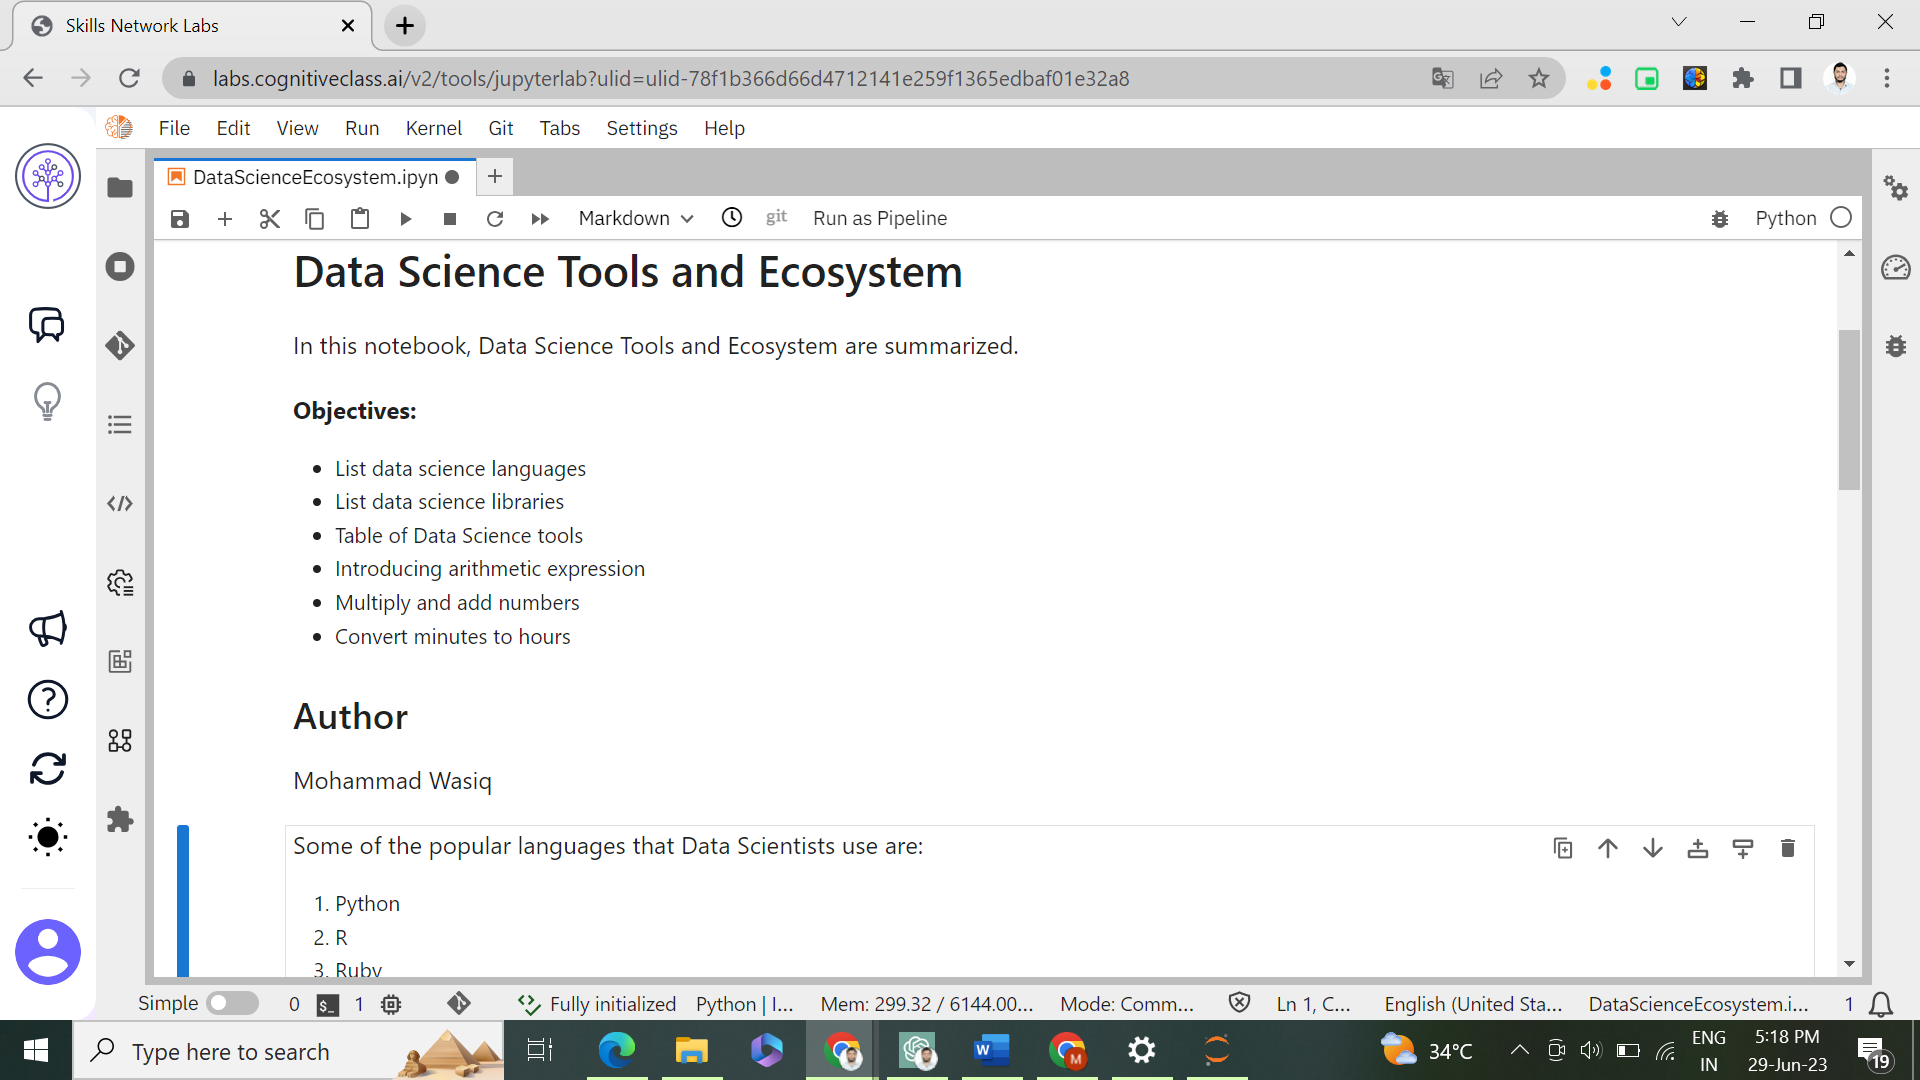 Skills Network Labs
labs.cognitiveclass.ai/v2/tools/jupyterlab?ulid=ulid-78f1b366d66d4712141e259f1365edbaf01e32a8
File Edit View Run Kernel Git Tabs Settings Help
DataScienceEcosystem.ipyn
Markdown git Run as Pipeline Python
Data Science Tools and Ecosystem
In this notebook, Data Science Tools and Ecosystem are summarized.
Objectives:
• List data science languages
• List data science libraries
• Table of Data Science tools
• Introducing arithmetic expression
• Multiply and add numbers
• Convert minutes to hours
Author
Mohammad Wasiq
Some of the popular languages that Data Scientists use are:
1. Python
2. R
3. Ruby
Simple 0 $_ 1 Fully initialized Python | I... Mem: 299.32 / 6144.00... Mode: Comm... Ln 1, C... English (United Sta... DataScienceEcosystem.i... 1
Type here to search W M 34°C ENG 5:18 PM
IN 29-Jun-23 19